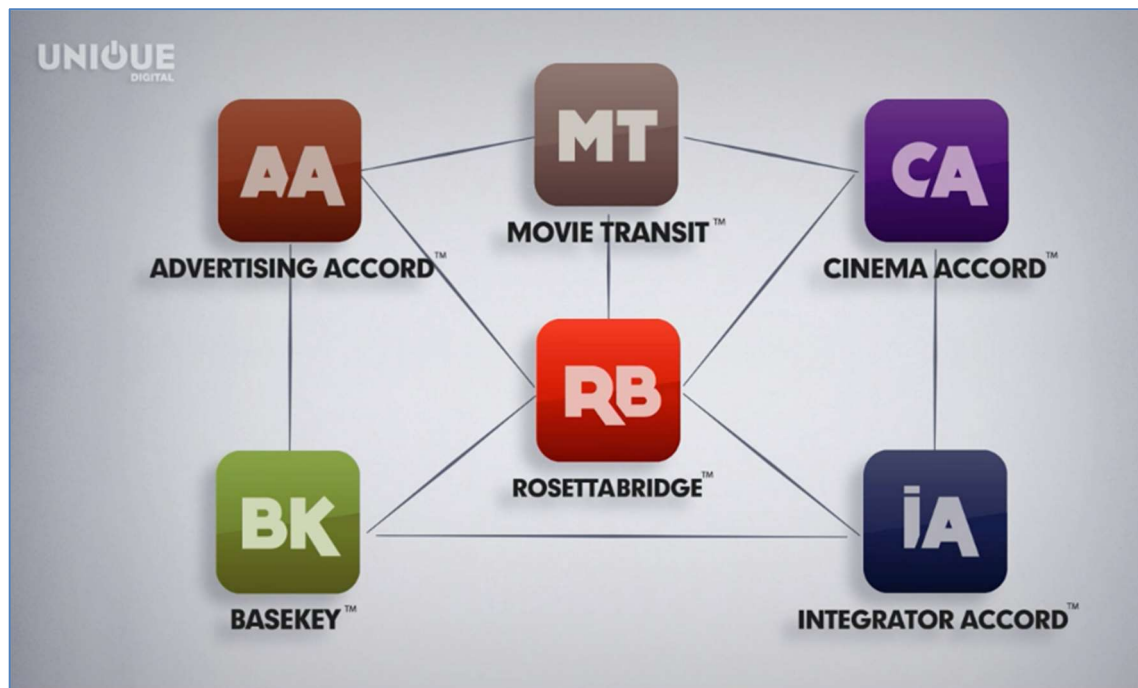 UNIQUE
DIGITAL
AA
MT
CA
ADVERTISING ACCORD™
MOVIE TRANSIT™
CINEMA ACCORD™
RB
ROSETTABRIDGE™
BK
iA
BASEKEY™
INTEGRATOR ACCORD™